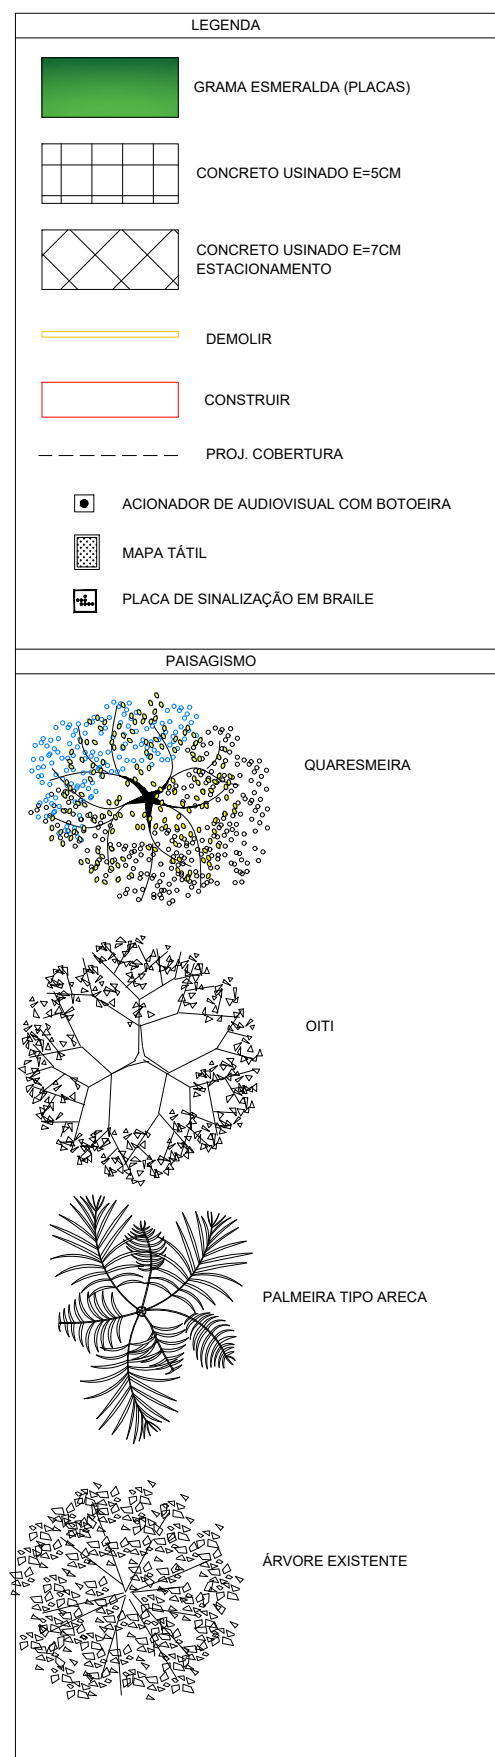 LEGENDA
GRAMA ESMERALDA (PLACAS)
CONCRETO USINADO E=5CM
CONCRETO USINADO E=7CM
ESTACIONAMENTO
DEMOLIR
CONSTRUIR
PROJ. COBERTURA
ACIONADOR DE AUDIOVISUAL COM BOTOEIRA
MAPA TÁTIL
PLACA DE SINALIZAÇÃO EM BRAILE
PAISAGISMO
QUARESMEIRA
OITI
PALMEIRA TIPO ARECA
ÁRVORE EXISTENTE